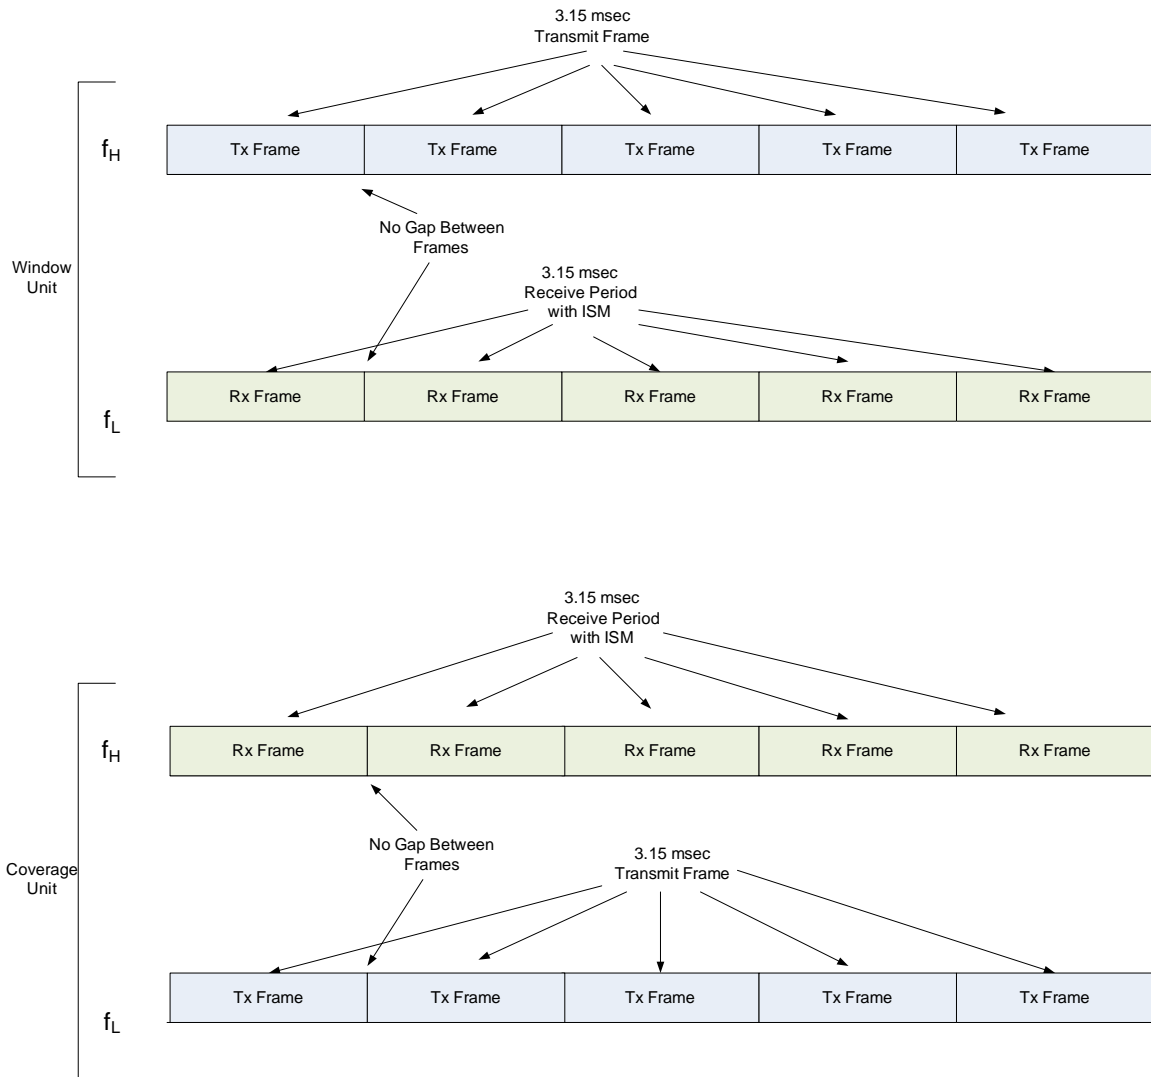 3.15 msec
Transmit Frame
f_H
Tx Frame Tx Frame Tx Frame Tx Frame Tx Frame
No Gap Between
Frames
Window
Unit
3.15 msec
Receive Period
with ISM
Rx Frame Rx Frame Rx Frame Rx Frame Rx Frame
f_L
3.15 msec
Receive Period
with ISM
f_H
Rx Frame Rx Frame Rx Frame Rx Frame Rx Frame
No Gap Between
Frames
3.15 msec
Transmit Frame
Coverage
Unit
Tx Frame Tx Frame Tx Frame Tx Frame Tx Frame
f_L